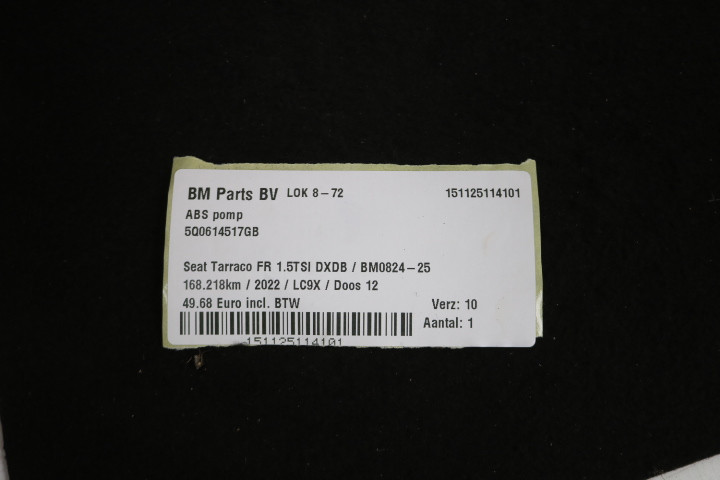 BM Parts BV LOK 8-72 151125114101
ABS pomp
5Q0614517GB
Seat Tarraco FR 1.5TSI DXDB / BM0824-25
168.218km / 2022 / LC9X / Doos 12
49.68 Euro incl. BTW Verz: 10
Aantal: 1
151125114101